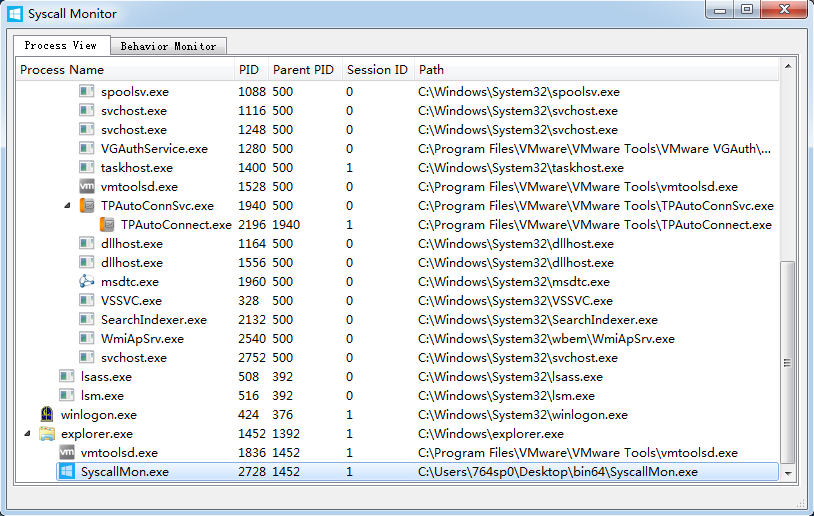 Syscall Monitor
Process View Behavior Monitor
Process Name PID Parent PID Session ID Path
spoolsv.exe 1088 500 0 C:\Windows\System32\spoolsv.exe
svchost.exe 1116 500 0 C:\Windows\System32\svchost.exe
svchost.exe 1248 500 0 C:\Windows\System32\svchost.exe
VGAuthService.exe 1280 500 0 C:\Program Files\VMware\VMware Tools\VMware VGAuth\...
taskhost.exe 1400 500 1 C:\Windows\System32\taskhost.exe
vm vmtoolsd.exe 1528 500 0 C:\Program Files\VMware\VMware Tools\vmtoolsd.exe
TPAutoConnSvc.exe 1940 500 0 C:\Program Files\VMware\VMware Tools\TPAutoConnSvc.exe
TPAutoConnect.exe 2196 1940 1 C:\Program Files\VMware\VMware Tools\TPAutoConnect.exe
dllhost.exe 1164 500 0 C:\Windows\System32\dllhost.exe
dllhost.exe 1556 500 0 C:\Windows\System32\dllhost.exe
msdtc.exe 1960 500 0 C:\Windows\System32\msdtc.exe
VSSVC.exe 328 500 0 C:\Windows\System32\VSSVC.exe
SearchIndexer.exe 2132 500 0 C:\Windows\System32\SearchIndexer.exe
WmiApSrv.exe 2540 500 0 C:\Windows\System32\wbem\WmiApSrv.exe
svchost.exe 2752 500 0 C:\Windows\System32\svchost.exe
lsass.exe 508 392 0 C:\Windows\System32\lsass.exe
lsm.exe 516 392 0 C:\Windows\System32\lsm.exe
winlogon.exe 424 376 1 C:\Windows\System32\winlogon.exe
explorer.exe 1452 1392 1 C:\Windows\explorer.exe
vm vmtoolsd.exe 1836 1452 1 C:\Program Files\VMware\VMware Tools\vmtoolsd.exe
SyscallMon.exe 2728 1452 1 C:\Users\764sp0\Desktop\bin64\SyscallMon.exe